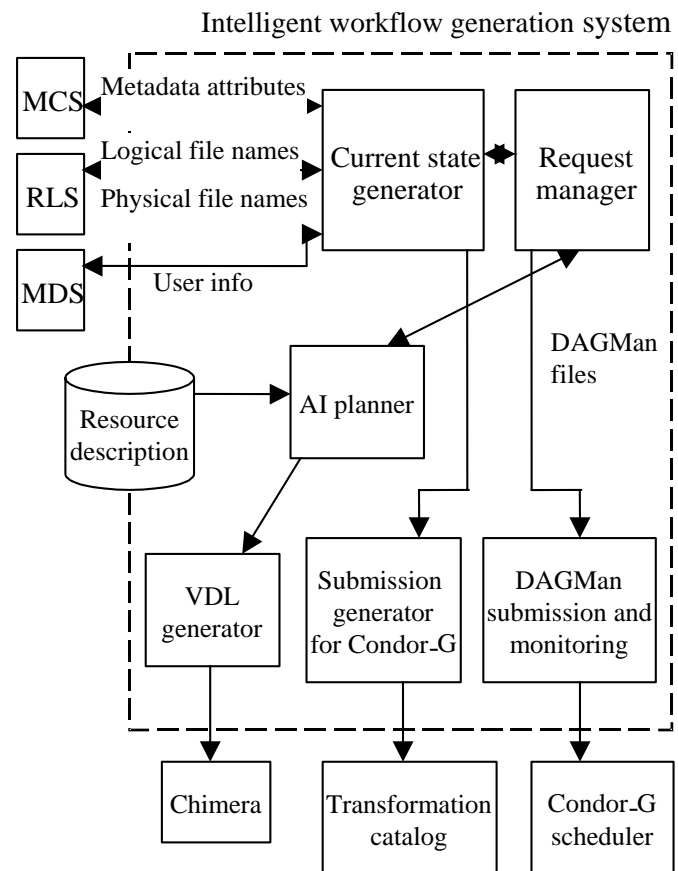 Intelligent workflow generation system
MCS
Metadata attributes
RLS
Logical file names
Physical file names
MDS
User info
Current state
generator
Request
manager
DAGMan
files
AI planner
Resource
description
VDL
generator
Submission
generator
for Condor-G
DAGMan
submission and
monitoring
Chimera
Transformation
catalog
Condor-G
scheduler